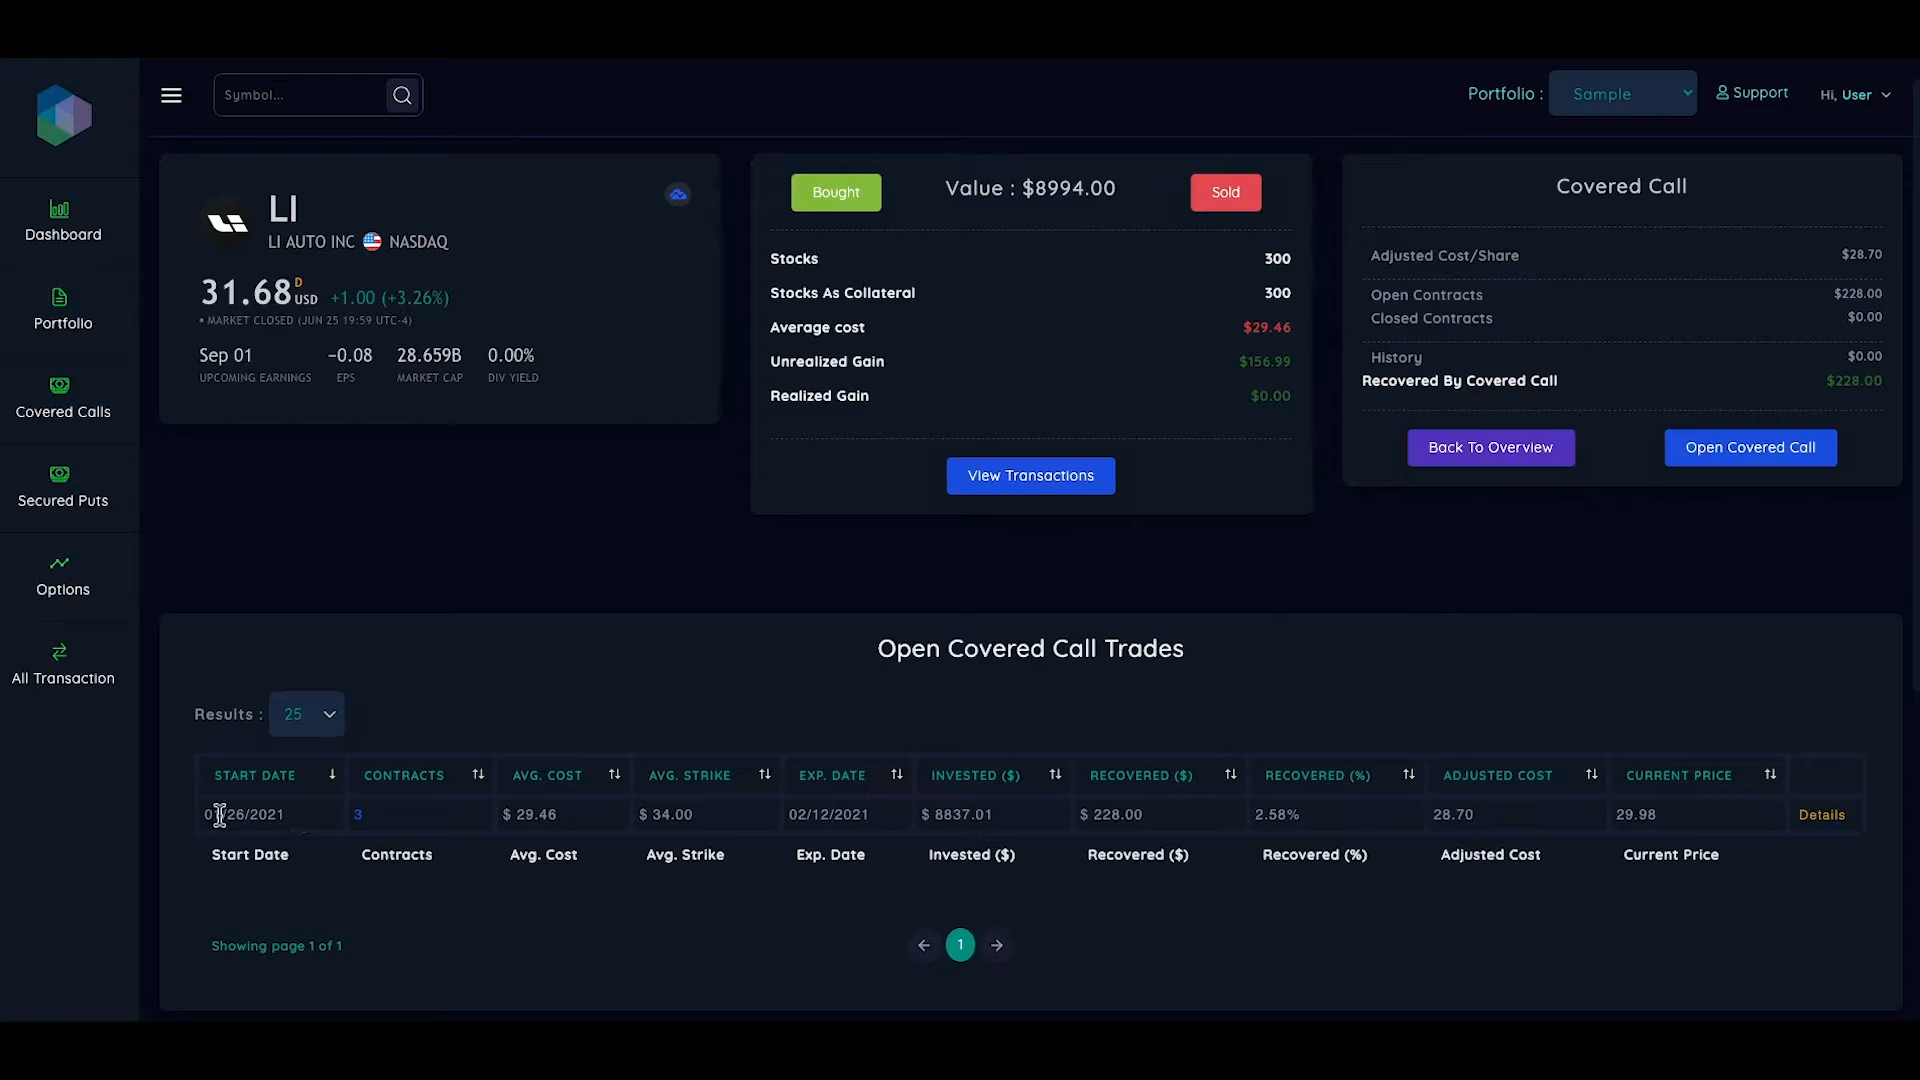 Symbol...
Portfolio :
Sample
Support
Hi, User
Dashboard
Portfolio
Covered Calls
Secured Puts
Options
All Transaction
LI
LI AUTO INC NASDAQ
31.68 D USD +1.00 (+3.26%)
• MARKET CLOSED (JUN 25 19:59 UTC-4)
Sep 01 −0.08 28.659B 0.00%
UPCOMING EARNINGS EPS MARKET CAP DIV YIELD
Bought Value : $8994.00 Sold
Stocks 300
Stocks As Collateral 300
Average cost $29.46
Unrealized Gain $156.99
Realized Gain $0.00
View Transactions
Covered Call
Adjusted Cost/Share $28.70
Open Contracts $228.00
Closed Contracts $0.00
History $0.00
Recovered By Covered Call $228.00
Back To Overview Open Covered Call
Open Covered Call Trades
Results : 25
START DATE CONTRACTS AVG. COST AVG. STRIKE EXP. DATE INVESTED ($) RECOVERED ($) RECOVERED (%) ADJUSTED COST CURRENT PRICE
/26/2021 3 $ 29.46 $ 34.00 02/12/2021 $ 8837.01 $ 228.00 2.58% 28.70 29.98 Details
Start Date Contracts Avg. Cost Avg. Strike Exp. Date Invested ($) Recovered ($) Recovered (%) Adjusted Cost Current Price
Showing page 1 of 1
1